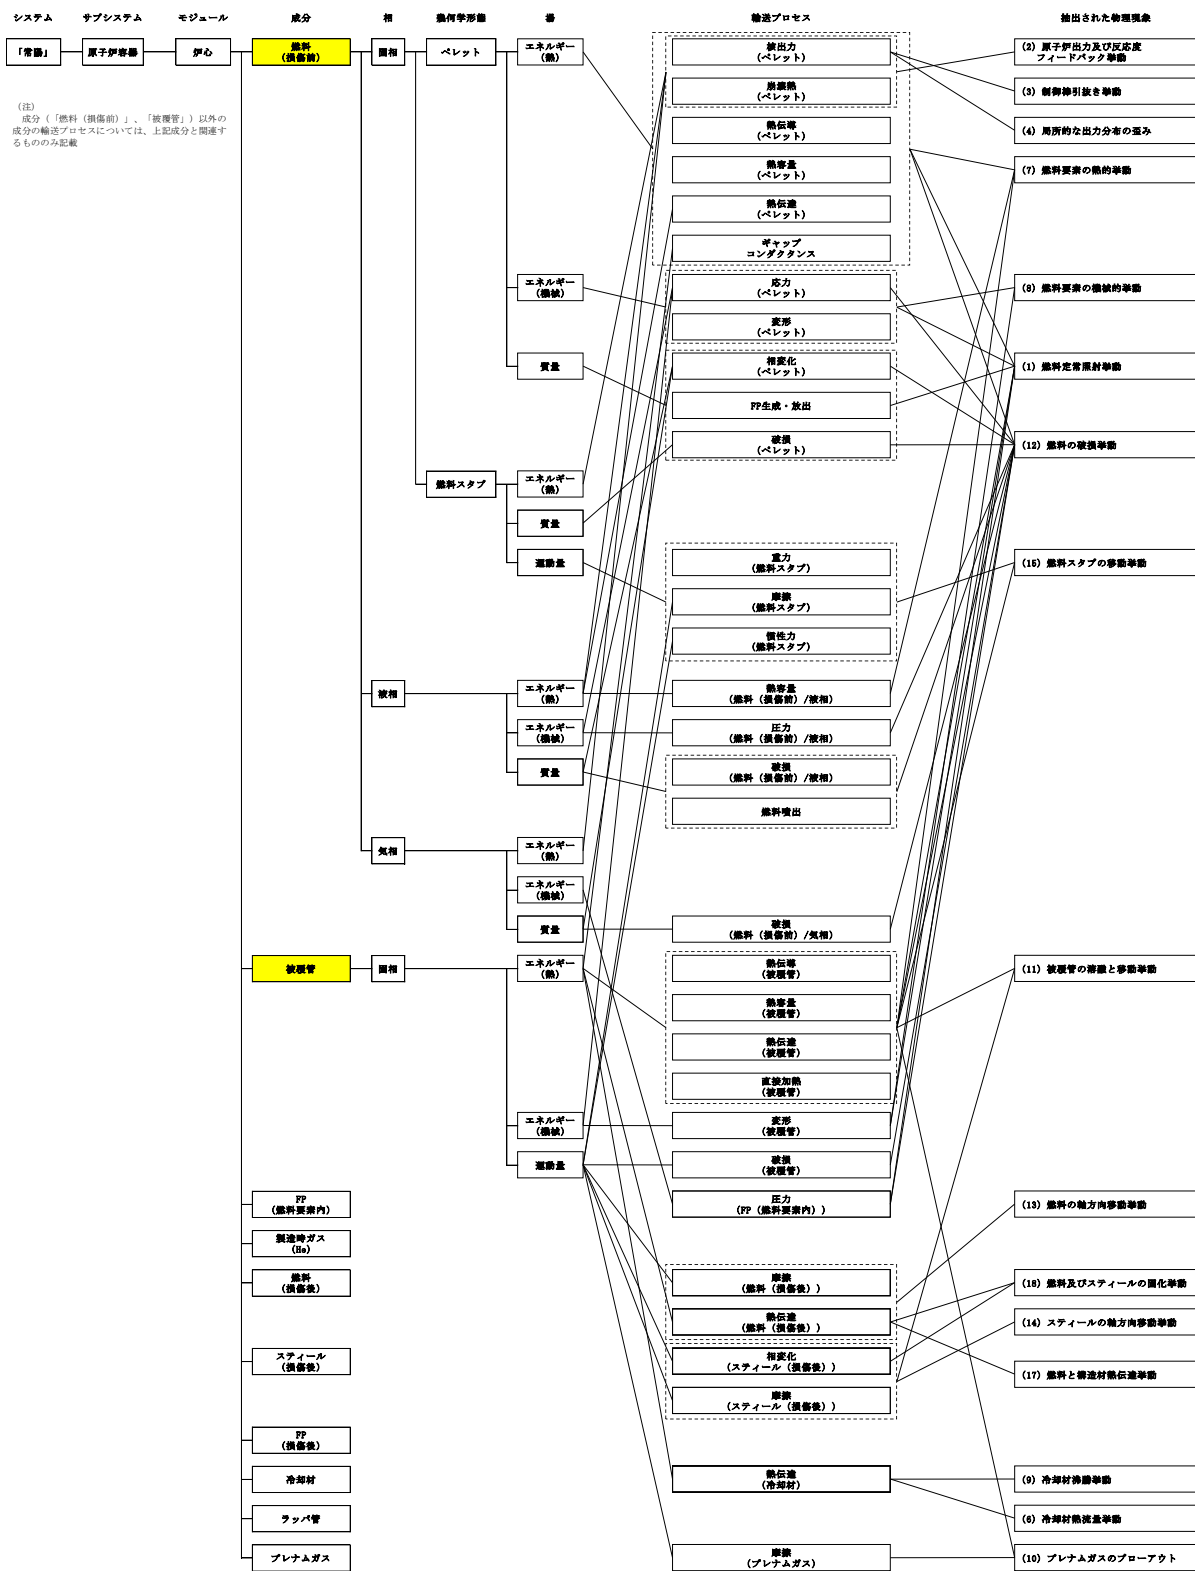 システム サブシステム モジュール 成分 相 幾何学形態 場 輸送プロセス 抽出された物理現象
「常陽」 原子炉容器 炉心 燃料
(損傷前) 固相 ペレット エネルギー
(熱) 核出力
(ペレット) (2) 原子炉出力及び反応度
フィードバック挙動
(注)
成分(「燃料(損傷前)」、「被覆管」)以外の
成分の輸送プロセスについては、上記成分と関連す
るもののみ記載
崩壊熱
(ペレット) (3) 制御棒引抜き挙動
熱伝導
(ペレット) (4) 局所的な出力分布の歪み
熱容量
(ペレット) (7) 燃料要素の熱的挙動
熱伝達
(ペレット)
ギャップ
コンダクタンス
エネルギー
(機械) 応力
(ペレット) (8) 燃料要素の機械的挙動
変形
(ペレット)
質量 相変化
(ペレット) (1) 燃料定常照射挙動
FP生成・放出
破損
(ペレット) (12) 燃料の破損挙動
燃料スタブ エネルギー
(熱)
質量
運動量 重力
(燃料スタブ) (15) 燃料スタブの移動挙動
摩擦
(燃料スタブ)
慣性力
(燃料スタブ)
液相 エネルギー
(熱) 熱容量
(燃料(損傷前)/液相)
エネルギー
(機械) 圧力
(燃料(損傷前)/液相)
質量 破損
(燃料(損傷前)/液相)
燃料噴出
気相 エネルギー
(熱)
エネルギー
(機械)
質量 破損
(燃料(損傷前)/気相)
被覆管 固相 エネルギー
(熱) 熱伝導
(被覆管) (11) 被覆管の溶融と移動挙動
熱容量
(被覆管)
熱伝達
(被覆管)
直接加熱
(被覆管)
エネルギー
(機械) 変形
(被覆管)
運動量 破損
(被覆管)
FP
(燃料要素内) 圧力
(FP(燃料要素内)) (13) 燃料の軸方向移動挙動
製造時ガス
(He)
燃料
(損傷後) 摩擦
(燃料(損傷後)) (18) 燃料及びスティールの固化挙動
熱伝達
(燃料(損傷後)) (14) スティールの軸方向移動挙動
スティール
(損傷後) 相変化
(スティール(損傷後)) (17) 燃料と構造材熱伝達挙動
摩擦
(スティール(損傷後))
FP
(損傷後)
冷却材 熱伝達
(冷却材) (9) 冷却材沸騰挙動
ラッパ管 (6) 冷却材熱流量挙動
プレナムガス 摩擦
(プレナムガス) (10) プレナムガスのブローアウト